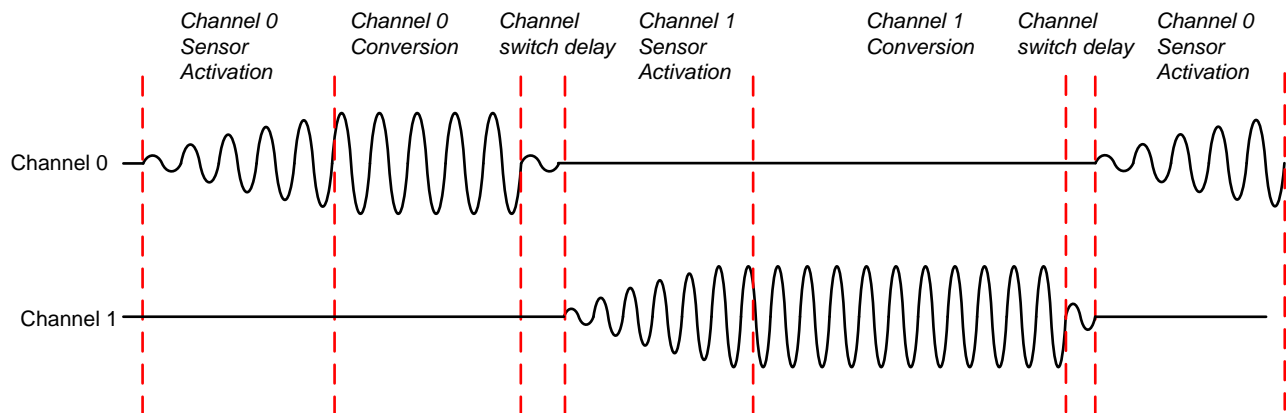 Channel 0
Sensor
Activation
Channel 0
Conversion
Channel
switch delay
Channel 1
Sensor
Activation
Channel 1
Conversion
Channel
switch delay
Channel 0
Sensor
Activation
Channel 0
Channel 1